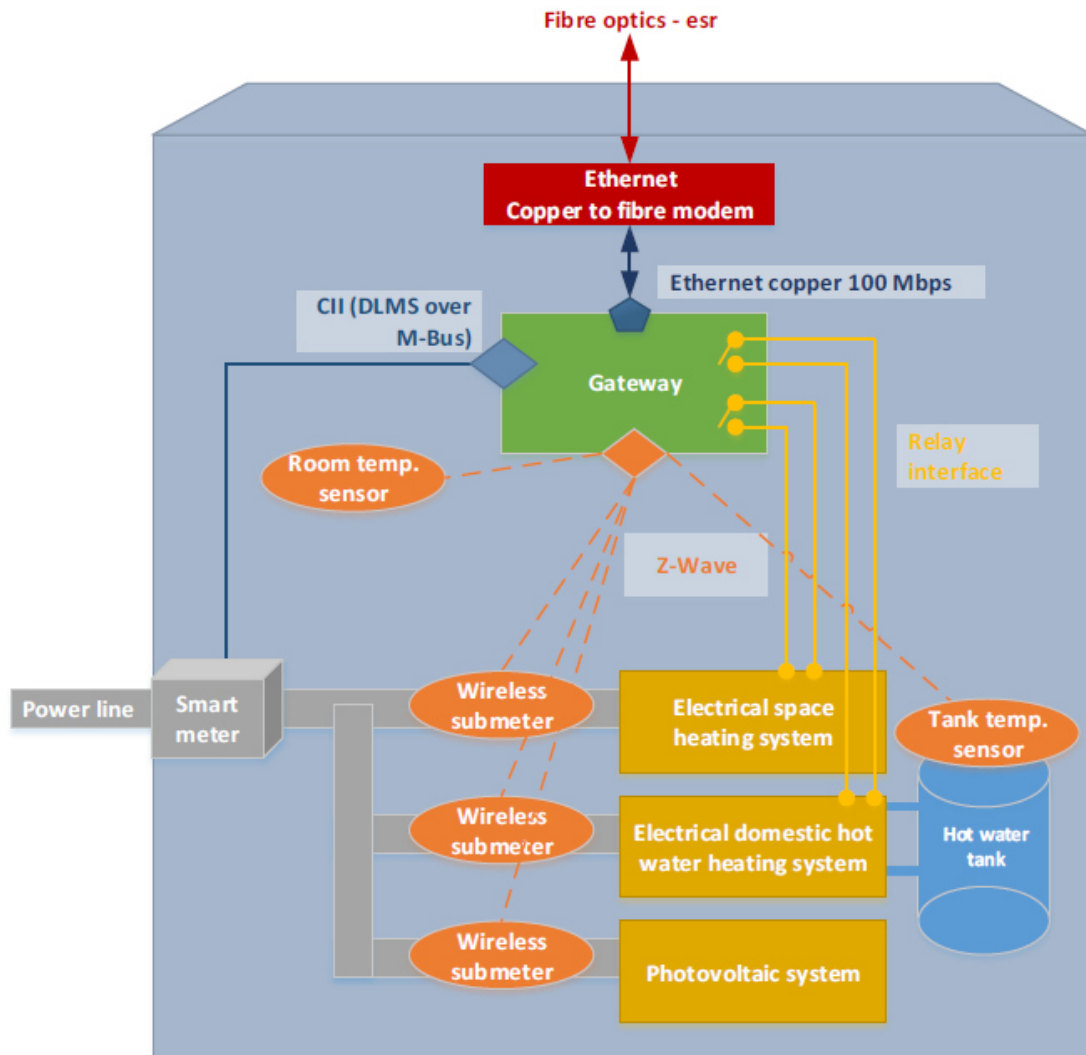 Fibre optics - esr
Ethernet
Copper to fibre modem
Ethernet copper 100 Mbps
CII (DLMS over
M-Bus)
Gateway
Relay
interface
Room temp.
sensor
Z-Wave
Power line
Smart
meter
Wireless
submeter
Electrical space
heating system
Tank temp.
sensor
Wireless
submeter
Electrical domestic hot
water heating system
Hot water
tank
Wireless
submeter
Photovoltaic system